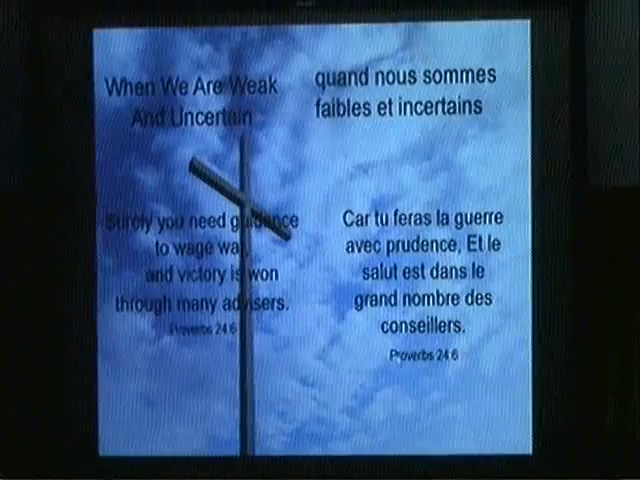 When We Are Weak
And Uncertain
quand nous sommes
faibles et incertains
Surely you need guidance
to wage war,
and victory is won
through many advisers.
Proverbs 24:6
Car tu feras la guerre
avec prudence, Et le
salut est dans le
grand nombre des
conseillers.
Proverbs 24:6